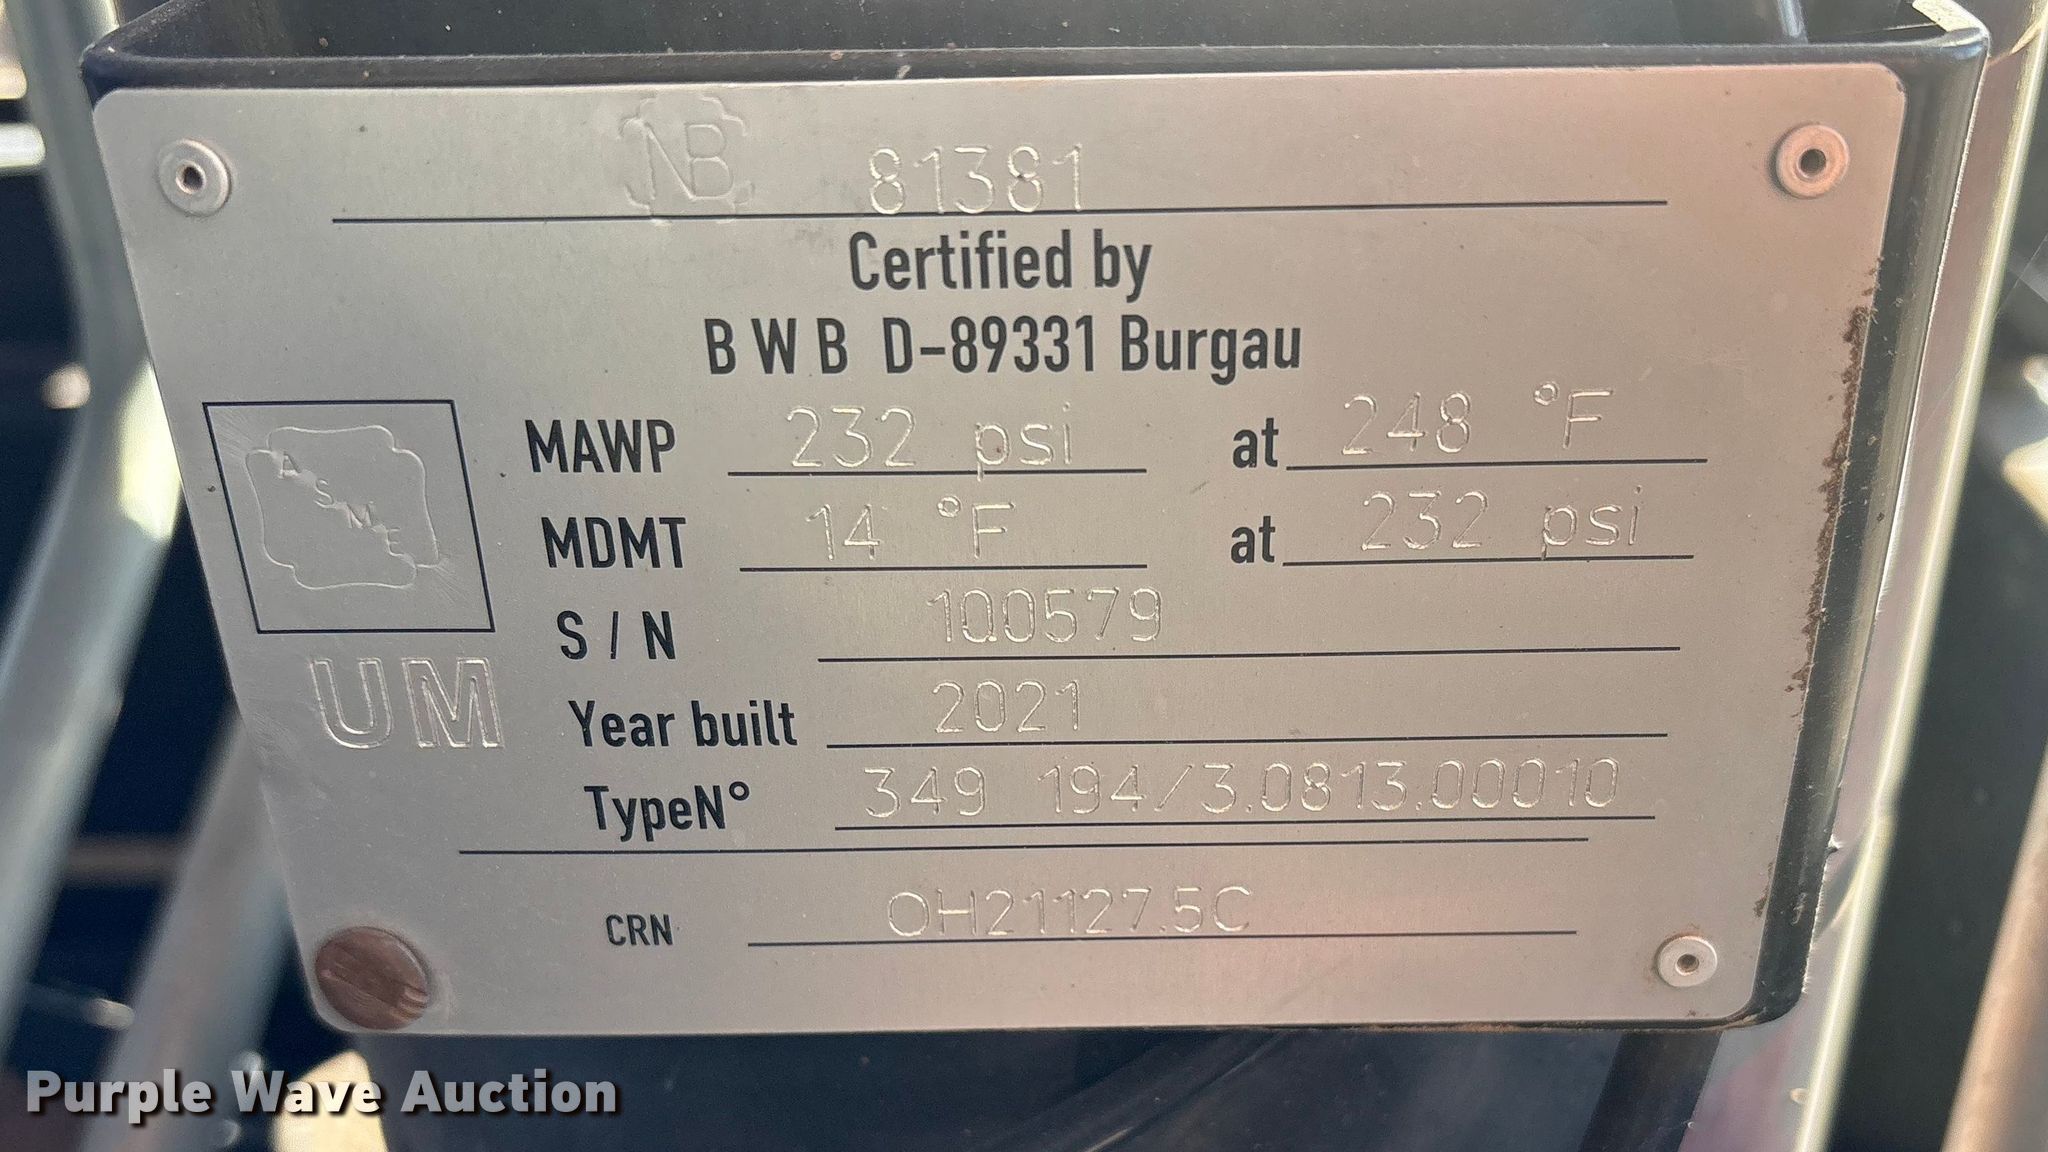 NB 81381
Certified by
B W B D-89331 Burgau
MAWP 232 psi at 248 °F
MDMT 14 °F at 232 psi
ASME
S / N 100579
UM
Year built 2021
TypeN° 349 194/3.0813.00010
CRN OH21127.5C
Purple Wave Auction